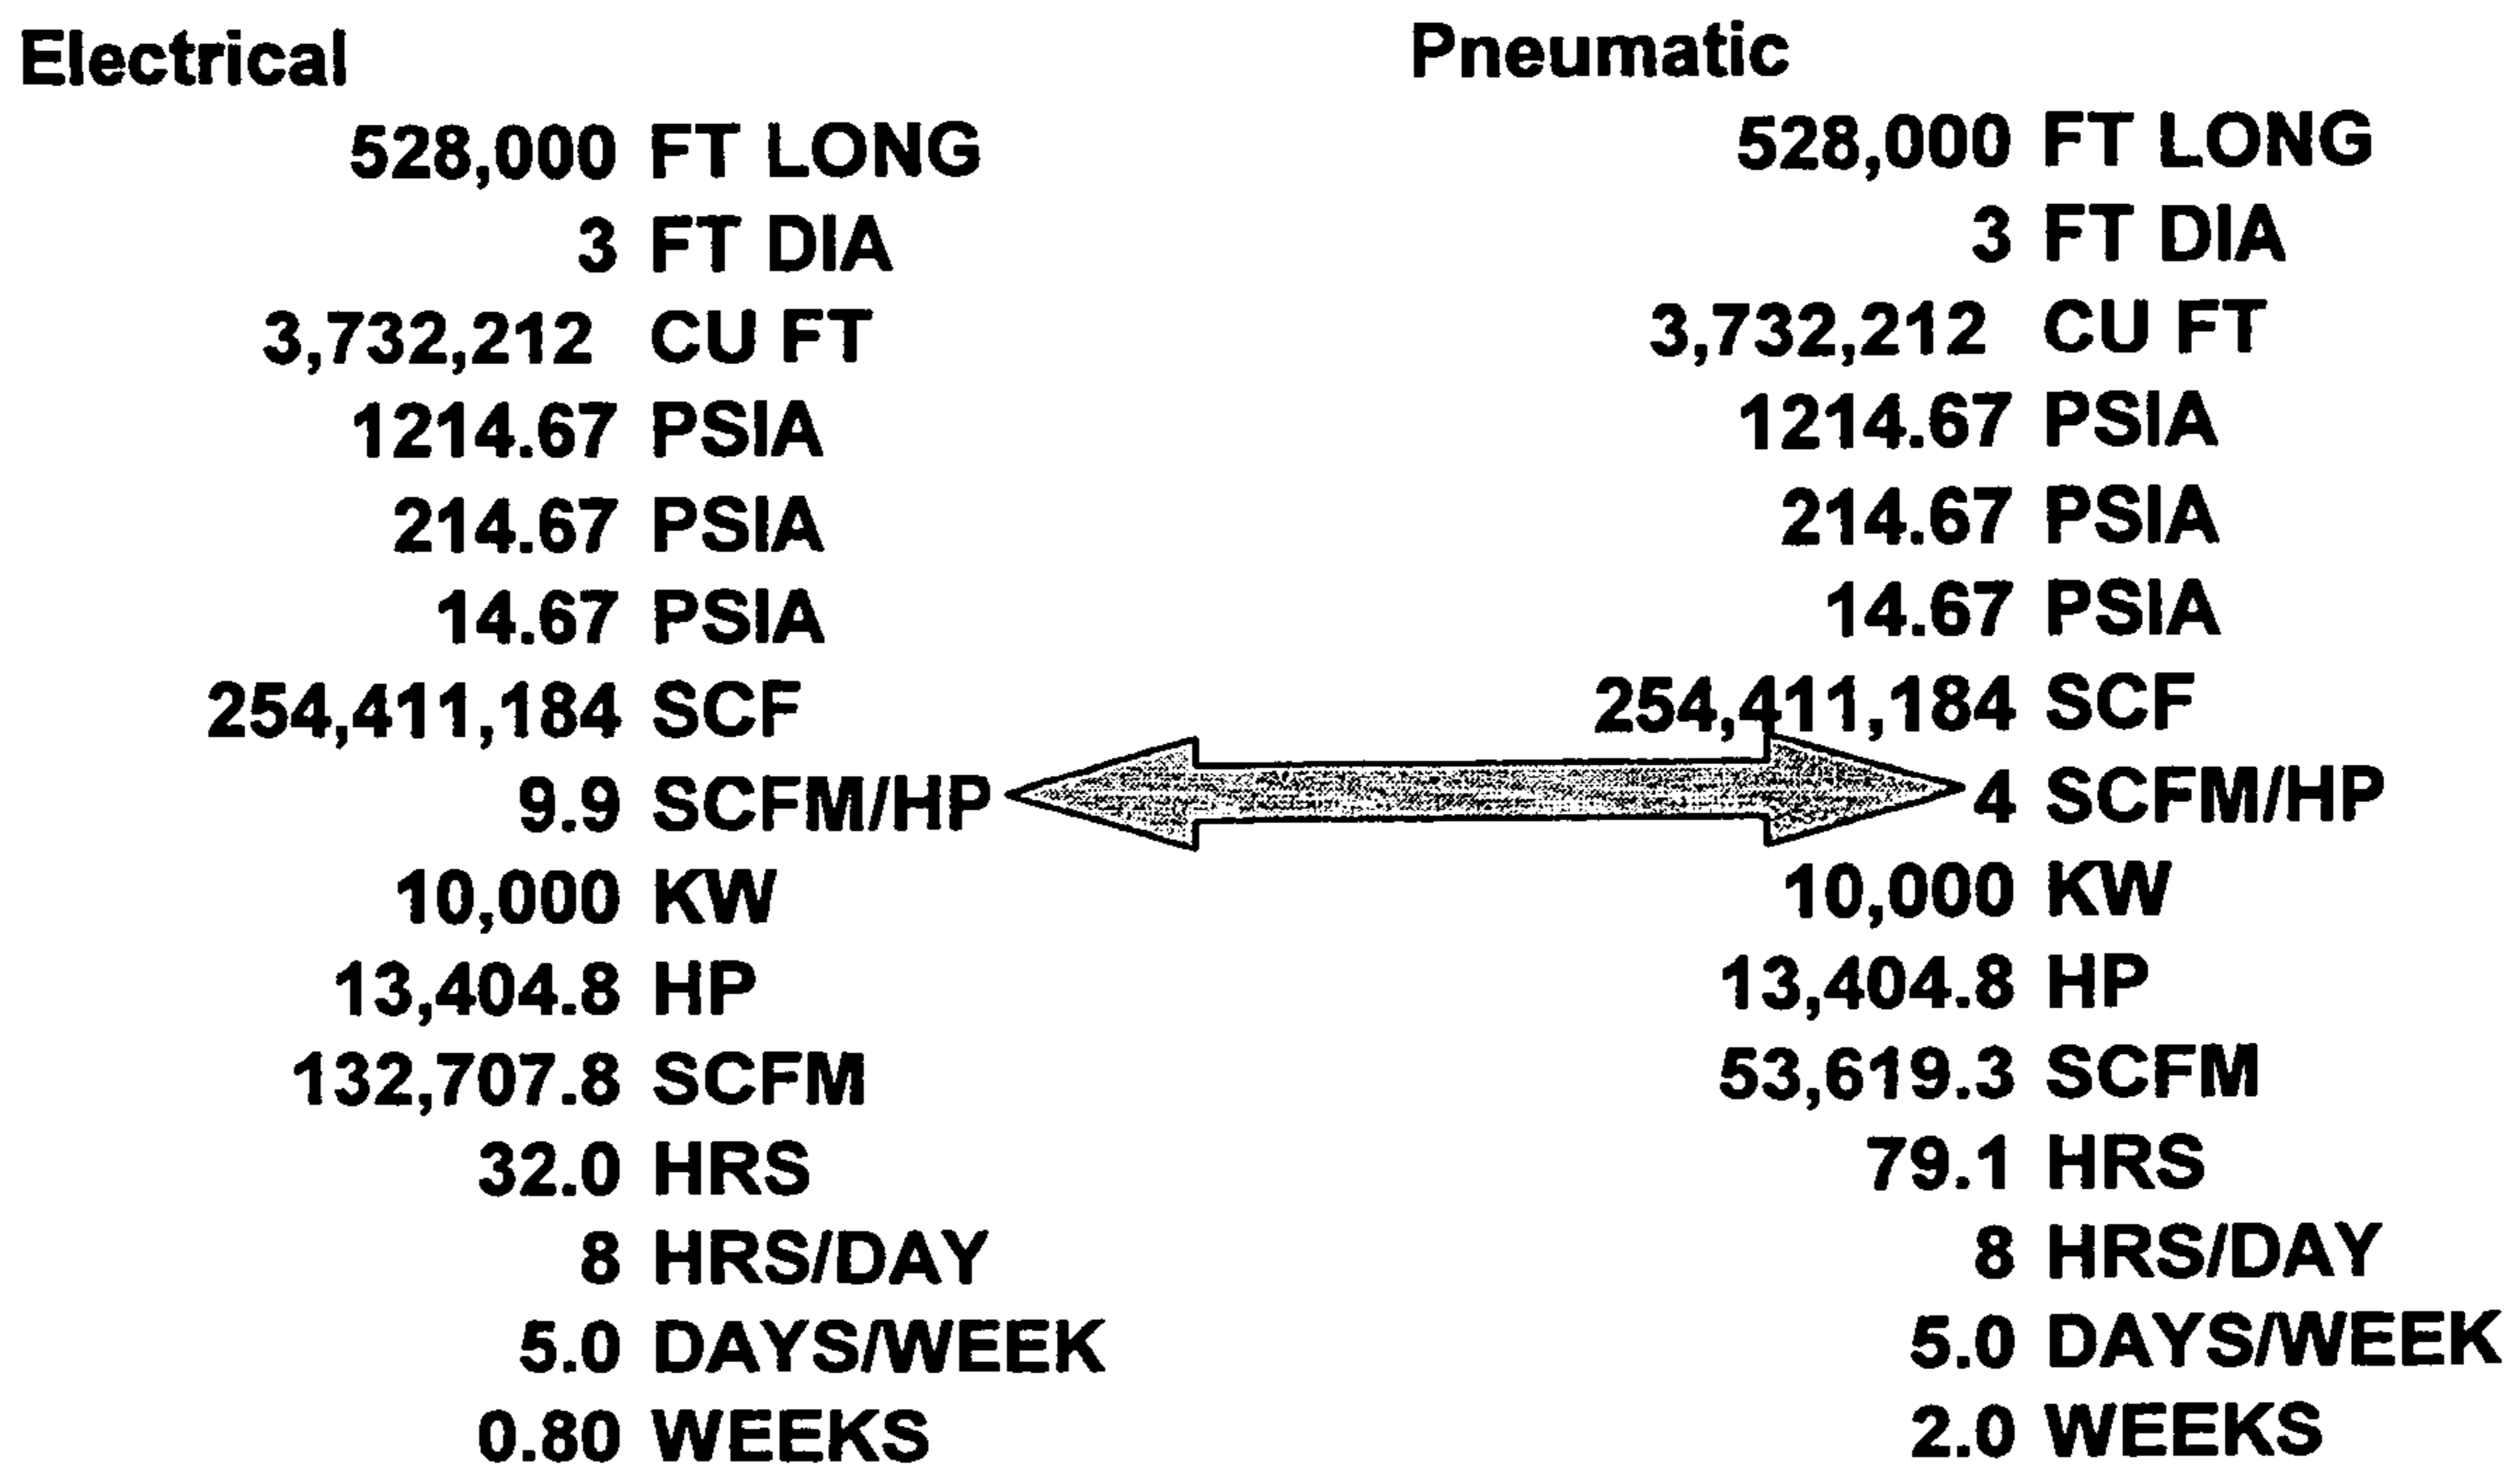 Electrical
528,000 FT LONG
3 FT DIA
3,732,212 CU FT
1214.67 PSIA
214.67 PSIA
14.67 PSIA
254,411,184 SCF
9.9 SCFM/HP
10,000 KW
13,404.8 HP
132,707.8 SCFM
32.0 HRS
8 HRS/DAY
5.0 DAYS/WEEK
0.80 WEEKS
Pneumatic
528,000 FT LONG
3 FT DIA
3,732,212 CU FT
1214.67 PSIA
214.67 PSIA
14.67 PSIA
254,411,184 SCF
4 SCFM/HP
10,000 KW
13,404.8 HP
53,619.3 SCFM
79.1 HRS
8 HRS/DAY
5.0 DAYS/WEEK
2.0 WEEKS